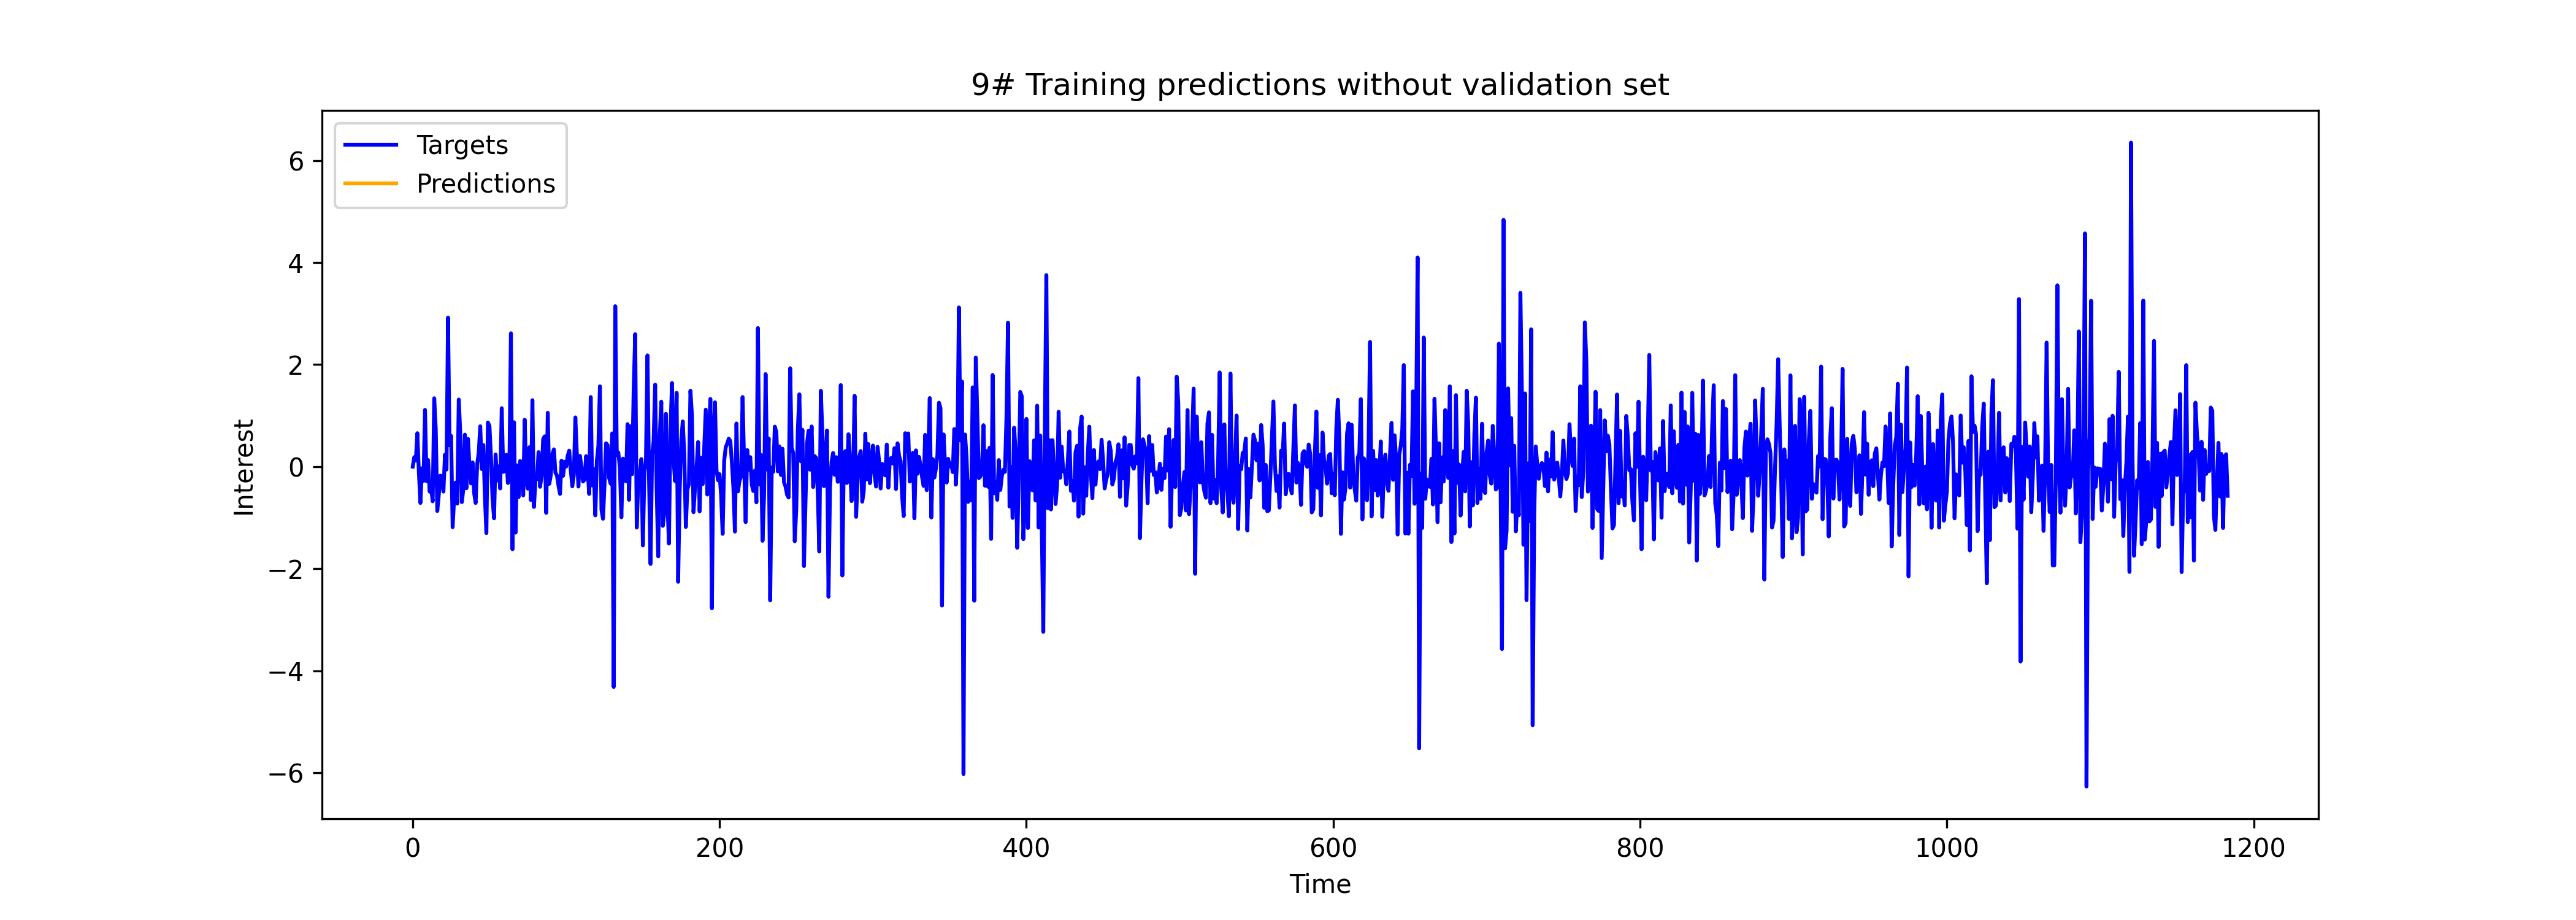 9# Training predictions without validation set
Targets
Predictions
Interest
6
4
2
0
−2
−4
−6
0 200 400 600 800 1000 1200
Time